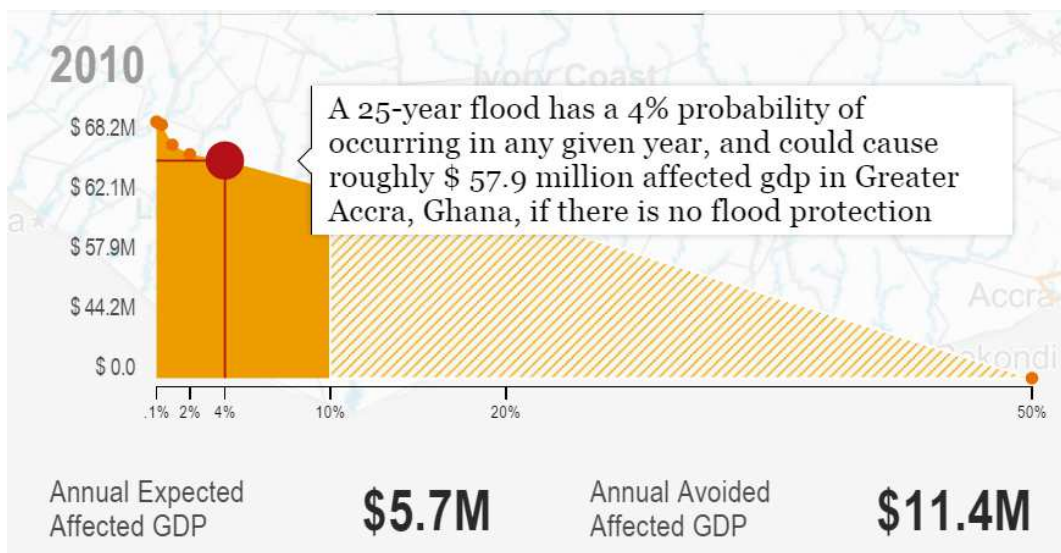 2010
Ivory Coast
A 25-year flood has a 4% probability of
occurring in any given year, and could cause
roughly $ 57.9 million affected gdp in Greater
Accra, Ghana, if there is no flood protection
$ 68.2M
$ 62.1M
$ 57.9M
$ 44.2M
$ 0.0
Accra
.1% 2% 4% 10% 20% 50%
Annual Expected
Affected GDP
$5.7M
Annual Avoided
Affected GDP
$11.4M